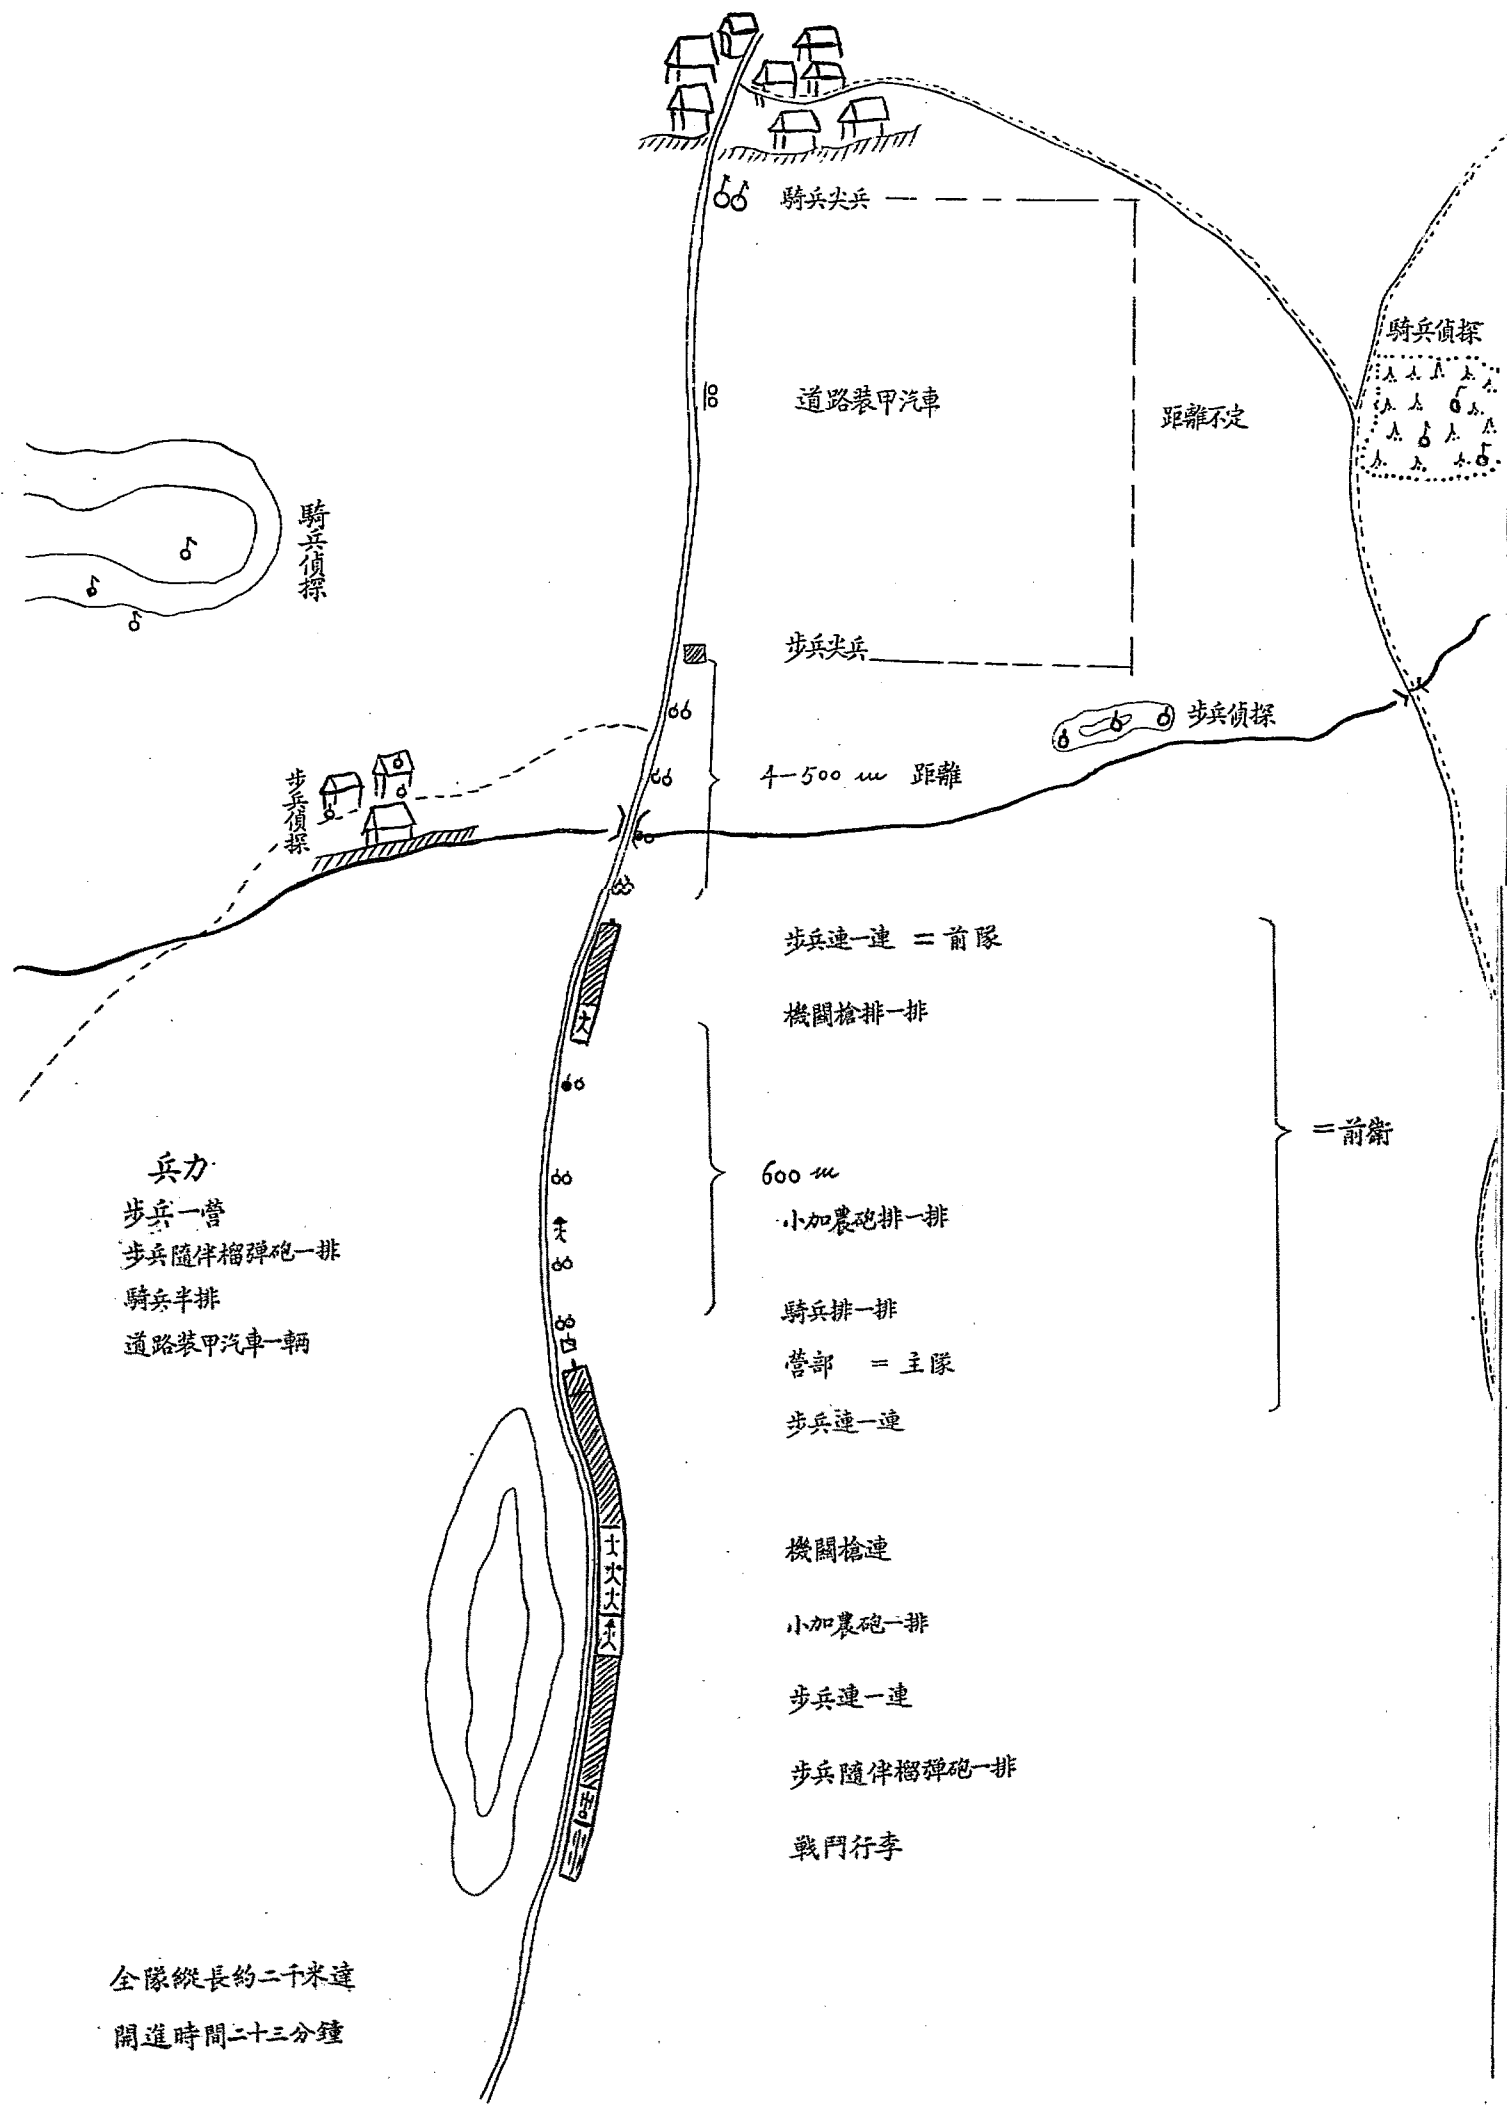 騎兵尖兵
騎兵偵探
道路装甲汽車
距離不定
騎兵偵探
步兵尖兵
步兵偵探
4-500 m 距離
步兵偵探
步兵連一連 = 前隊
機關槍排一排
= 前衛
600 m
小加農砲排一排
騎兵排一排
营部 = 主隊
步兵連一連
機關槍連
小加農砲一排
步兵連一連
步兵隨伴榴彈砲一排
戰鬥行李
兵力
步兵一营
步兵隨伴榴彈砲一排
騎兵半排
道路装甲汽車一輛
全隊縱長約二千米達
開進時間二十三分鐘